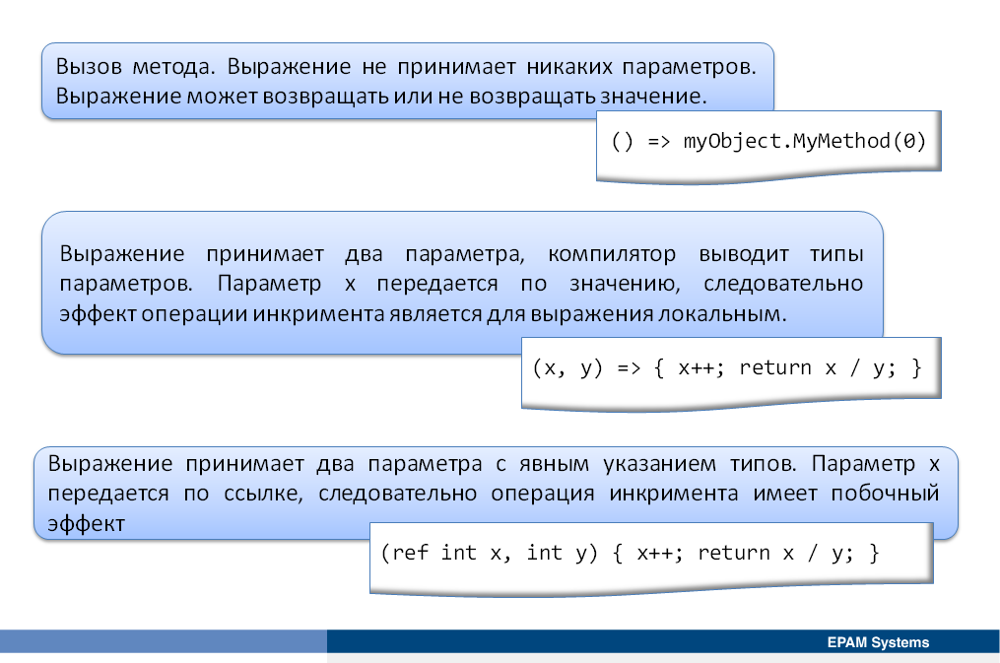 Вызов метода. Выражение не принимает никаких параметров.
Выражение может возвращать или не возвращать значение.
() => myObject.MyMethod(0)
Выражение принимает два параметра, компилятор выводит типы
параметров. Параметр x передается по значению, следовательно
эффект операции инкримента является для выражения локальным.
(x, y) => { x++; return x / y; }
Выражение принимает два параметра с явным указанием типов. Параметр x
передается по ссылке, следовательно операция инкримента имеет побочный
эффект
(ref int x, int y) { x++; return x / y; }
EPAM Systems